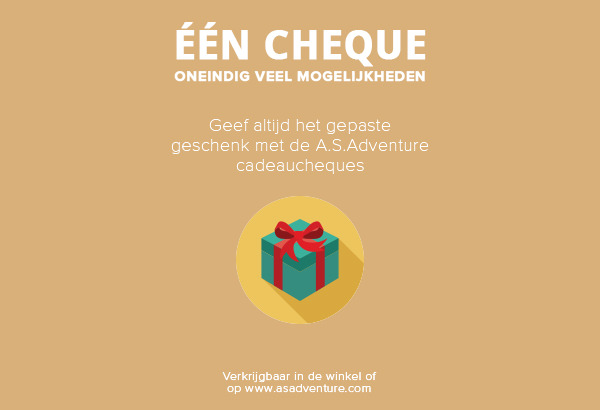 ÉÉN CHEQUE
ONEINDIG VEEL MOGELIJKHEDEN
Geef altijd het gepaste
geschenk met de A.S.Adventure
cadeaucheques
Verkrijgbaar in de winkel of
op www.asadventure.com